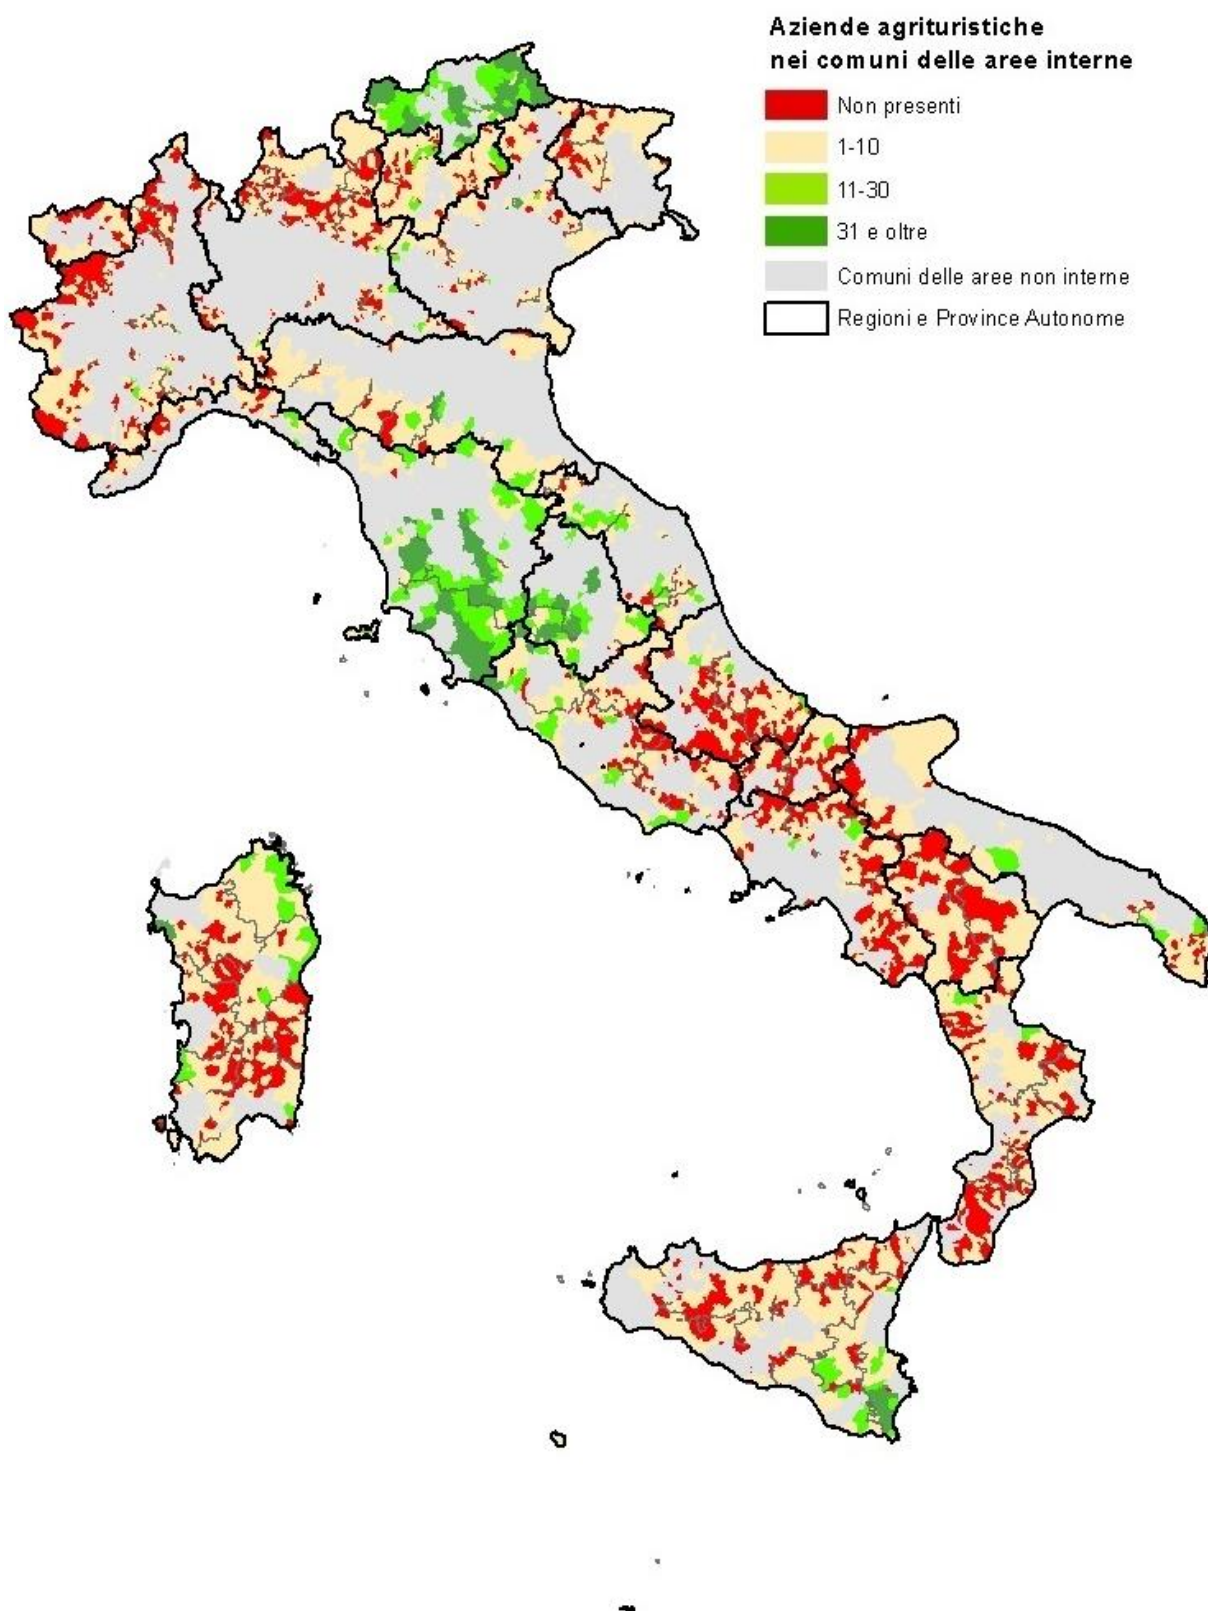 Aziende agrituristiche
nei comuni delle aree interne
Non presenti
1-10
11-30
31 e oltre
Comuni delle aree non interne
Regioni e Province Autonome